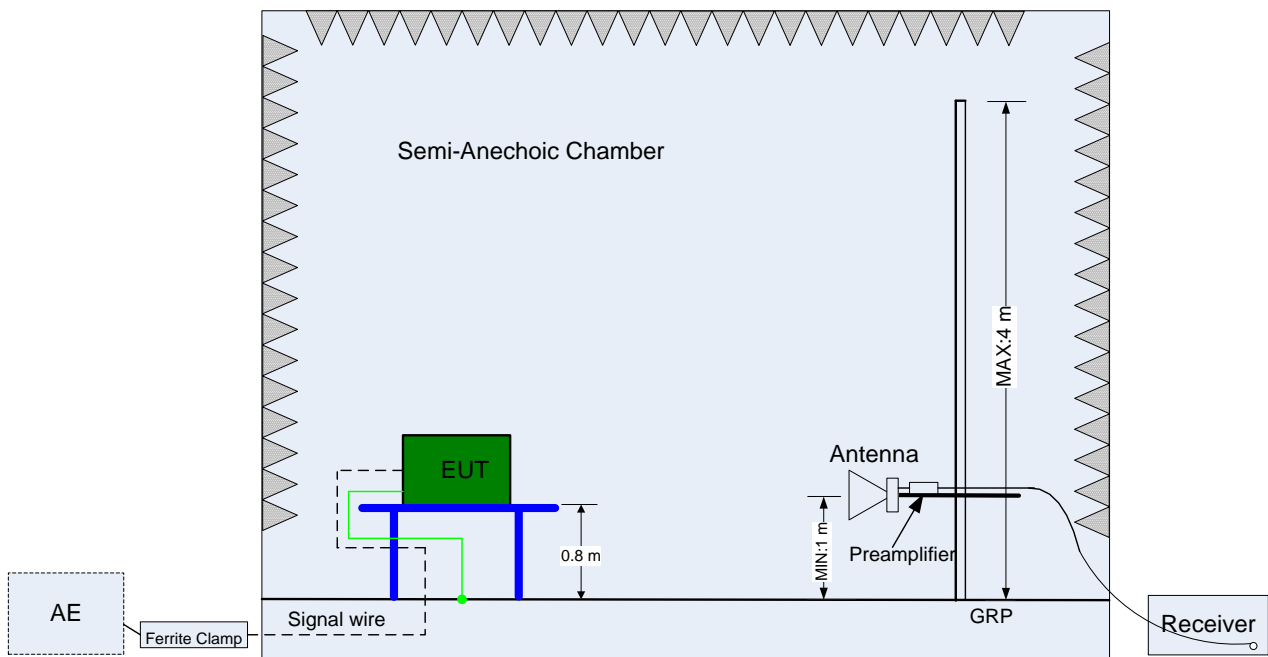 Semi-Anechoic Chamber
MAX:4 m
Antenna
EUT
MIN:1 m
0.8 m
Preamplifier
AE
Signal wire
GRP
Ferrite Clamp
Receiver